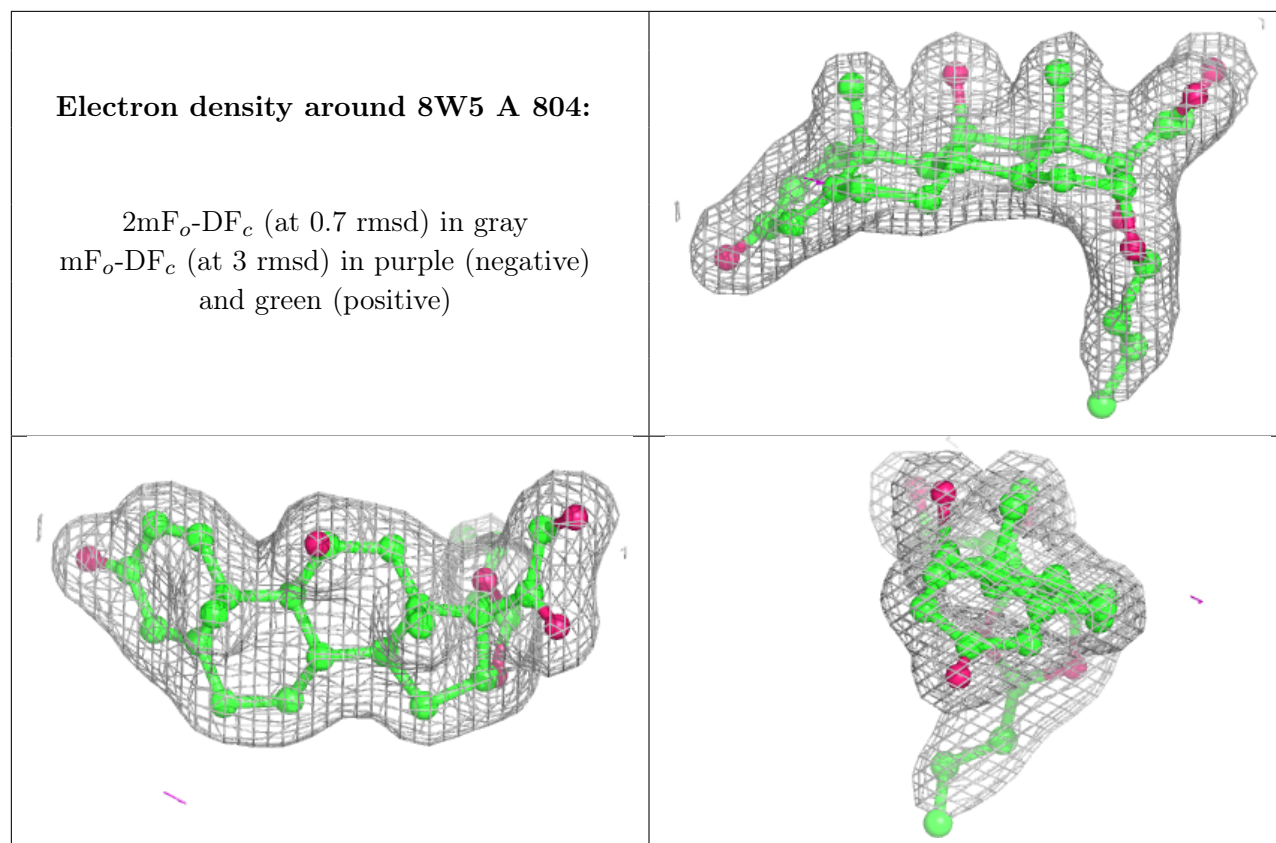 Electron density around 8W5 A 804:
2mFₒ-DF𝒸 (at 0.7 rmsd) in gray
mFₒ-DF𝒸 (at 3 rmsd) in purple (negative)
and green (positive)